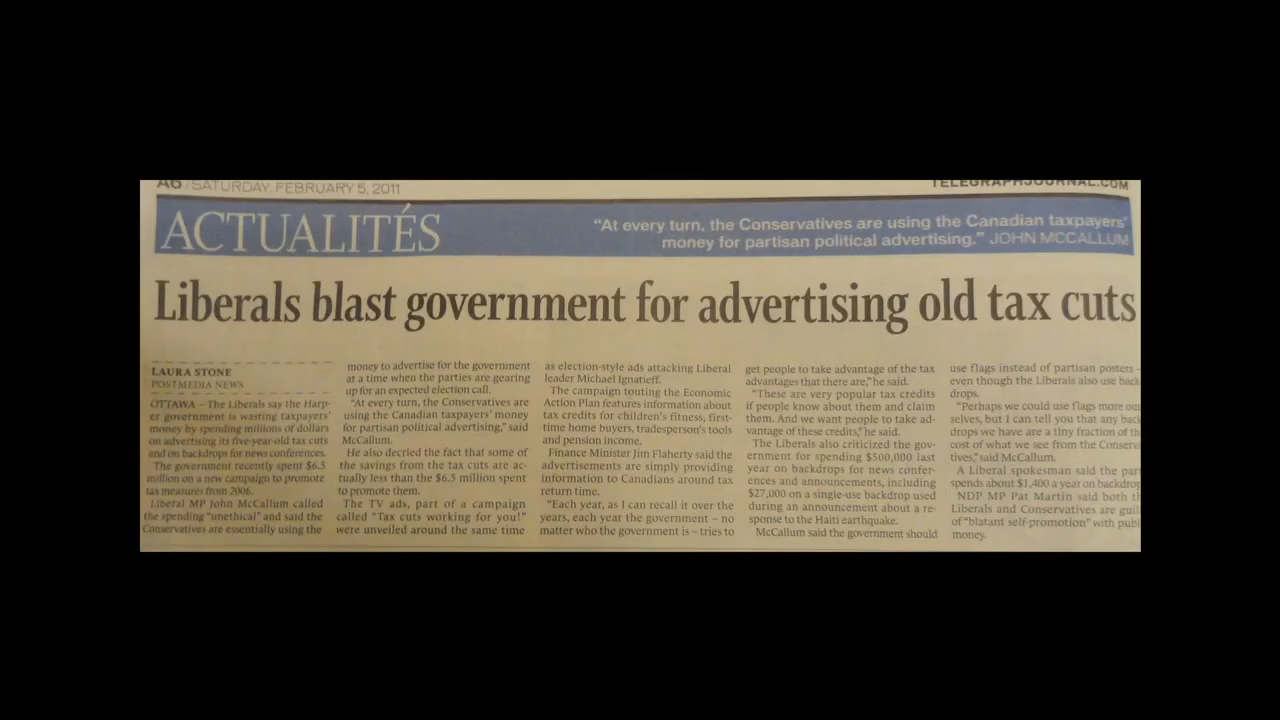 A6 / SATURDAY, FEBRUARY 5, 2011
TELEGRAPHJOURNAL.COM
ACTUALITÉS
“At every turn, the Conservatives are using the Canadian taxpayers’
money for partisan political advertising.” JOHN MCCALLUM
Liberals blast government for advertising old tax cuts
LAURA STONE
POSTMEDIA NEWS
OTTAWA – The Liberals say the Harp-
er government is wasting taxpayers’
money by spending millions of dollars
on advertising its five-year-old tax cuts
and on backdrops for news conferences.
The government recently spent $6.5
million on a new campaign to promote
tax measures from 2006.
Liberal MP John McCallum called
the spending “unethical” and said the
Conservatives are essentially using the
money to advertise for the government
at a time when the parties are gearing
up for an expected election call.
“At every turn, the Conservatives are
using the Canadian taxpayers’ money
for partisan political advertising,” said
McCallum.
He also decried the fact that some of
the savings from the tax cuts are ac-
tually less than the $6.5 million spent
to promote them.
The TV ads, part of a campaign
called “Tax cuts working for you!”
were unveiled around the same time
as election-style ads attacking Liberal
leader Michael Ignatieff.
The campaign touting the Economic
Action Plan features information about
tax credits for children’s fitness, first-
time home buyers, tradesperson’s tools
and pension income.
Finance Minister Jim Flaherty said the
advertisements are simply providing
information to Canadians around tax
return time.
“Each year, as I can recall it over the
years, each year the government – no
matter who the government is – tries to
get people to take advantage of the tax
advantages that there are,” he said.
“These are very popular tax credits
if people know about them and claim
them. And we want people to take ad-
vantage of these credits,” he said.
The Liberals also criticized the gov-
ernment for spending $500,000 last
year on backdrops for news confer-
ences and announcements, including
$27,000 on a single-use backdrop used
during an announcement about a re-
sponse to the Haiti earthquake.
McCallum said the government should
use flags instead of partisan posters –
even though the Liberals also use back
drops.
“Perhaps we could use flags more our
selves, but I can tell you that any back
drops we have are a tiny fraction of th
cost of what we see from the Conserv
tives,” said McCallum.
A Liberal spokesman said the part
spends about $1,400 a year on backdrop
NDP MP Pat Martin said both th
Liberals and Conservatives are guil
of “blatant self-promotion” with publ
money.